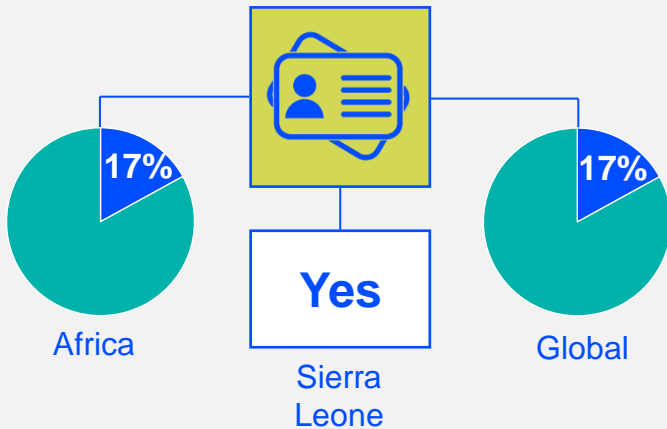 17%
Africa
Yes
Sierra
Leone
17%
Global